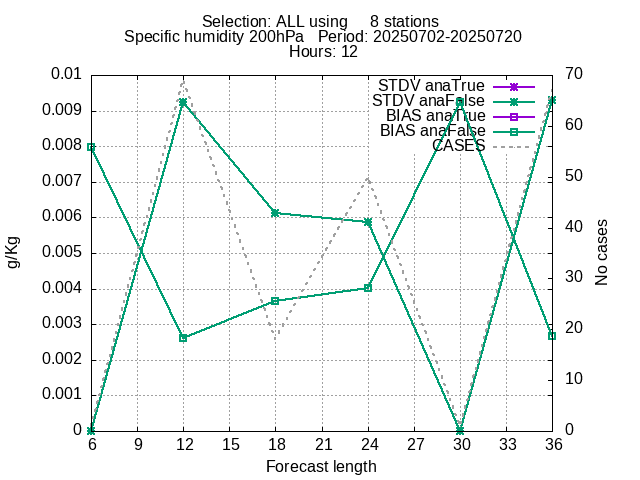 Selection: ALL using     8 stations
Specific humidity 200hPa   Period: 20250702-20250720
Hours: 12
STDV anaTrue
STDV anaFalse
BIAS anaTrue
BIAS anaFalse
CASES
0.01
0.009
0.008
0.007
0.006
0.005
0.004
0.003
0.002
0.001
0
g/Kg
70
60
50
40
30
20
10
0
No cases
6 9 12 15 18 21 24 27 30 33 36
Forecast length